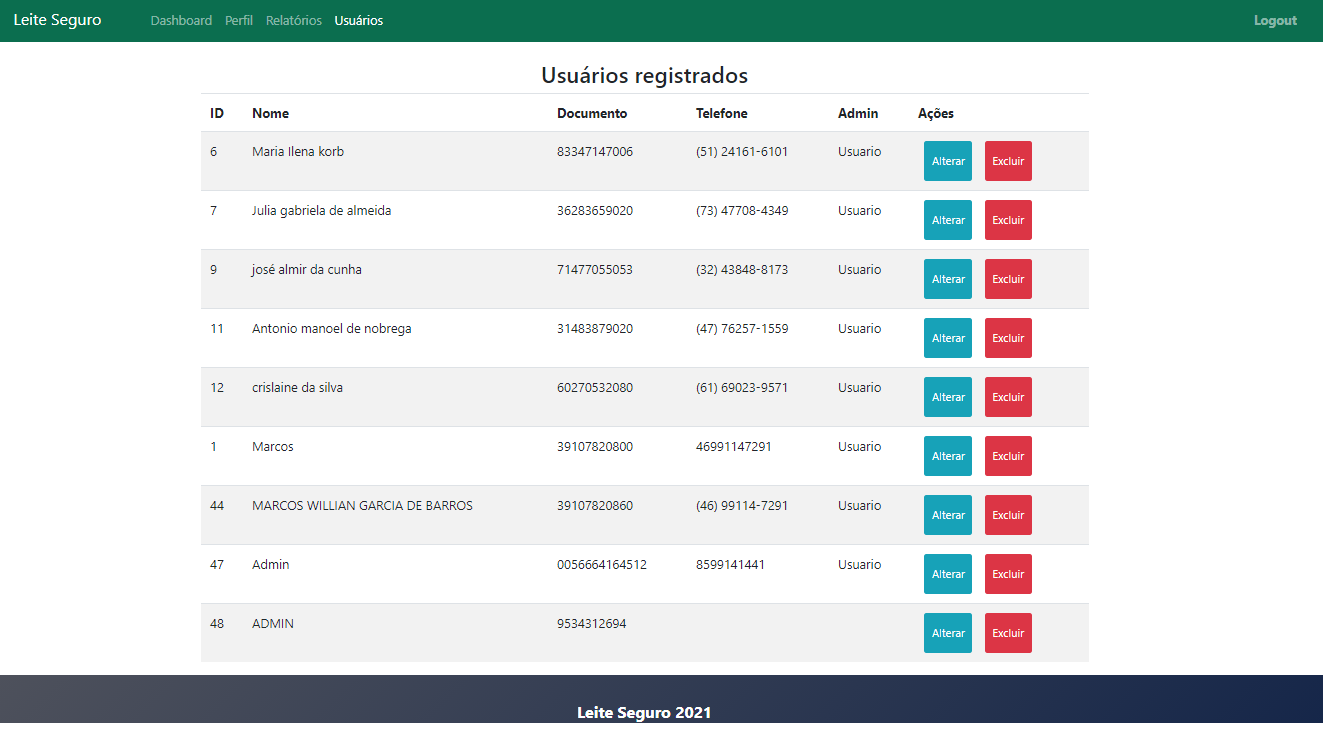 Leite Seguro Dashboard Perfil Relatórios Usuários Logout
Usuários registrados
ID Nome Documento Telefone Admin Ações
6 Maria Ilena korb 83347147006 (51) 24161-6101 Usuario Alterar Excluir
7 Julia gabriela de almeida 36283659020 (73) 47708-4349 Usuario Alterar Excluir
9 josé almir da cunha 71477055053 (32) 43848-8173 Usuario Alterar Excluir
11 Antonio manoel de nobrega 31483879020 (47) 76257-1559 Usuario Alterar Excluir
12 crislaine da silva 60270532080 (61) 69023-9571 Usuario Alterar Excluir
1 Marcos 39107820800 46991147291 Usuario Alterar Excluir
44 MARCOS WILLIAN GARCIA DE BARROS 39107820860 (46) 99114-7291 Usuario Alterar Excluir
47 Admin 0056664164512 8599141441 Usuario Alterar Excluir
48 ADMIN 9534312694 Alterar Excluir
Leite Seguro 2021